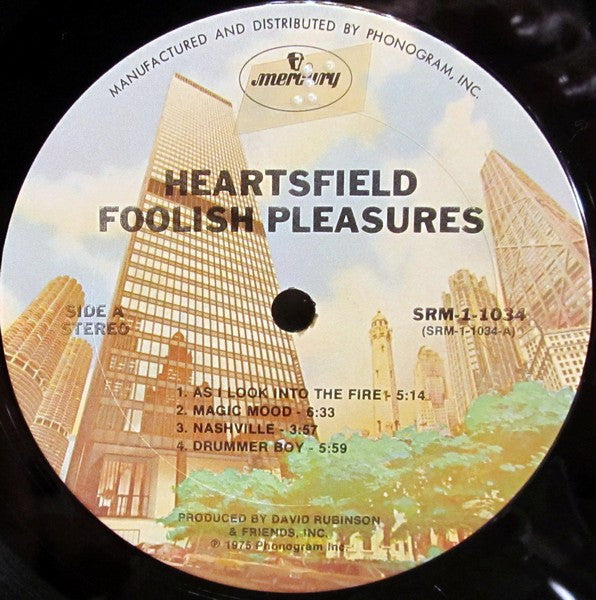 MANUFACTURED AND DISTRIBUTED BY PHONOGRAM, INC.
mercury
HEARTSFIELD
FOOLISH PLEASURES
SIDE A
STEREO
SRM-1-1034
(SRM-1-1034-A)
1. AS I LOOK INTO THE FIRE - 5:14
2. MAGIC MOOD - 6:33
3. NASHVILLE - 3:57
4. DRUMMER BOY - 5:59
PRODUCED BY DAVID RUBINSON
& FRIENDS, INC.
℗ 1975 Phonogram Inc.